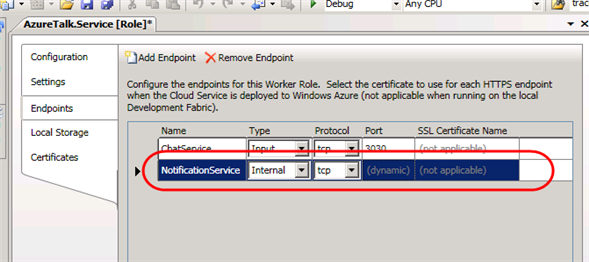 Debug
Any CPU
trac
AzureTalk.Service [Role]*
Configuration
Settings
Endpoints
Local Storage
Certificates
Add Endpoint
Remove Endpoint
Configure the endpoints for this Worker Role. Select the certificate to use for each HTTPS endpoint
when the Cloud Service is deployed to Windows Azure (not applicable when running on the local
Development Fabric).
Name Type Protocol Port SSL Certificate Name
ChatService Input tcp 3030 (not applicable)
NotificationService Internal tcp (dynamic) (not applicable)